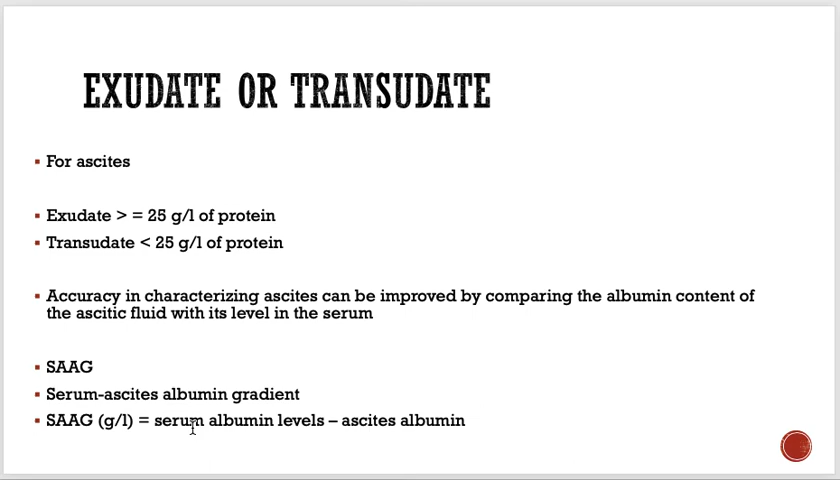 EXUDATE OR TRANSUDATE
For ascites
Exudate > = 25 g/l of protein
Transudate < 25 g/l of protein
Accuracy in characterizing ascites can be improved by comparing the albumin content of
the ascitic fluid with its level in the serum
SAAG
Serum-ascites albumin gradient
SAAG (g/l) = serum albumin levels – ascites albumin